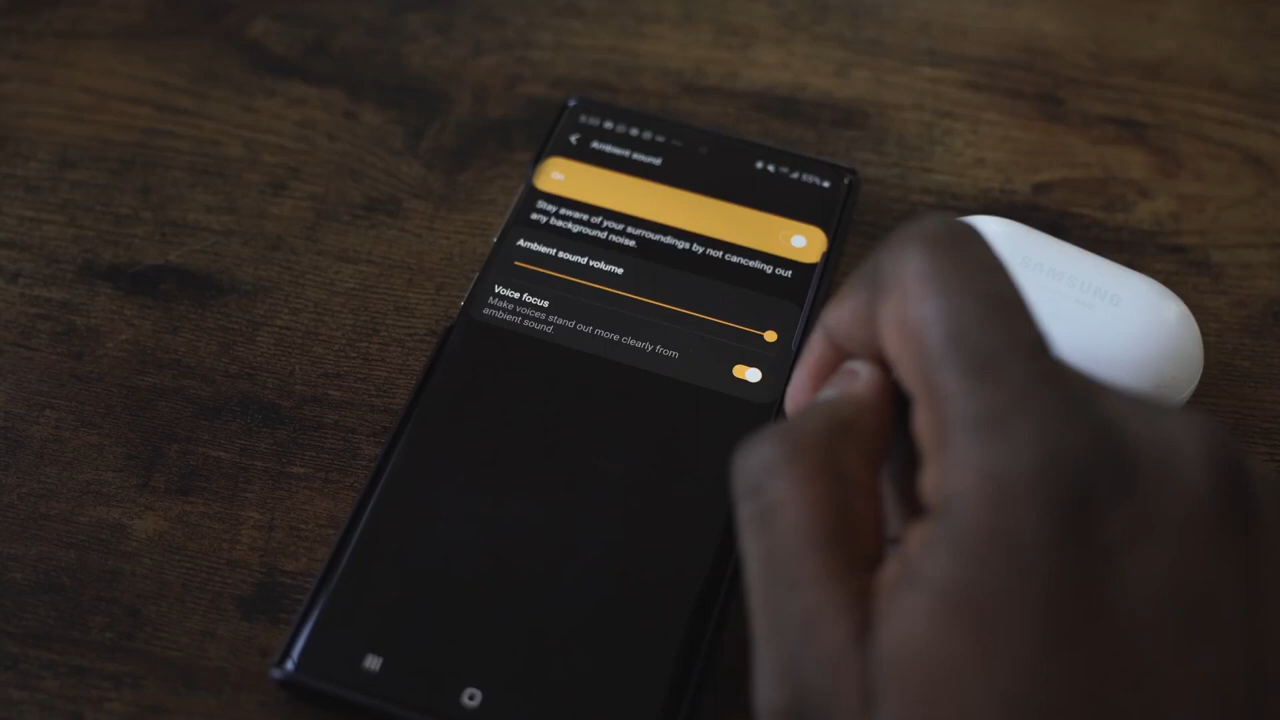 Ambient sound
On
Stay aware of your surroundings by not canceling out
any background noise.
Ambient sound volume
Voice focus
Make voices stand out more clearly from
ambient sound.
SAMSUNG